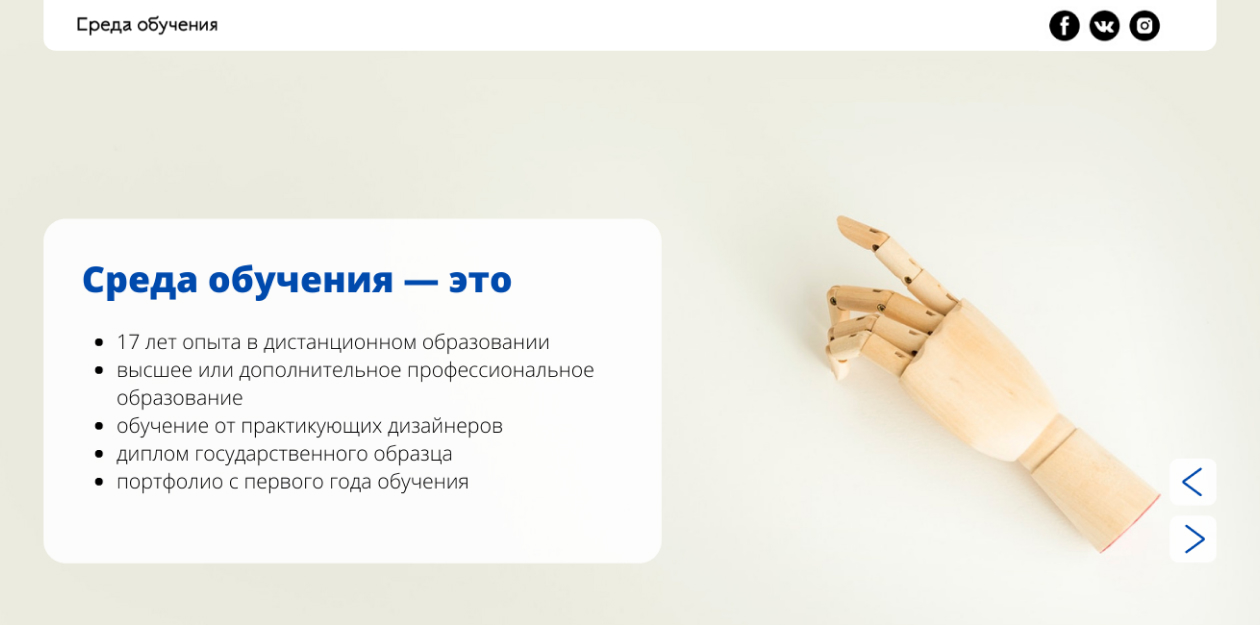 Среда обучения
Среда обучения — это
17 лет опыта в дистанционном образовании
высшее или дополнительное профессиональное
образование
обучение от практикующих дизайнеров
диплом государственного образца
портфолио с первого года обучения